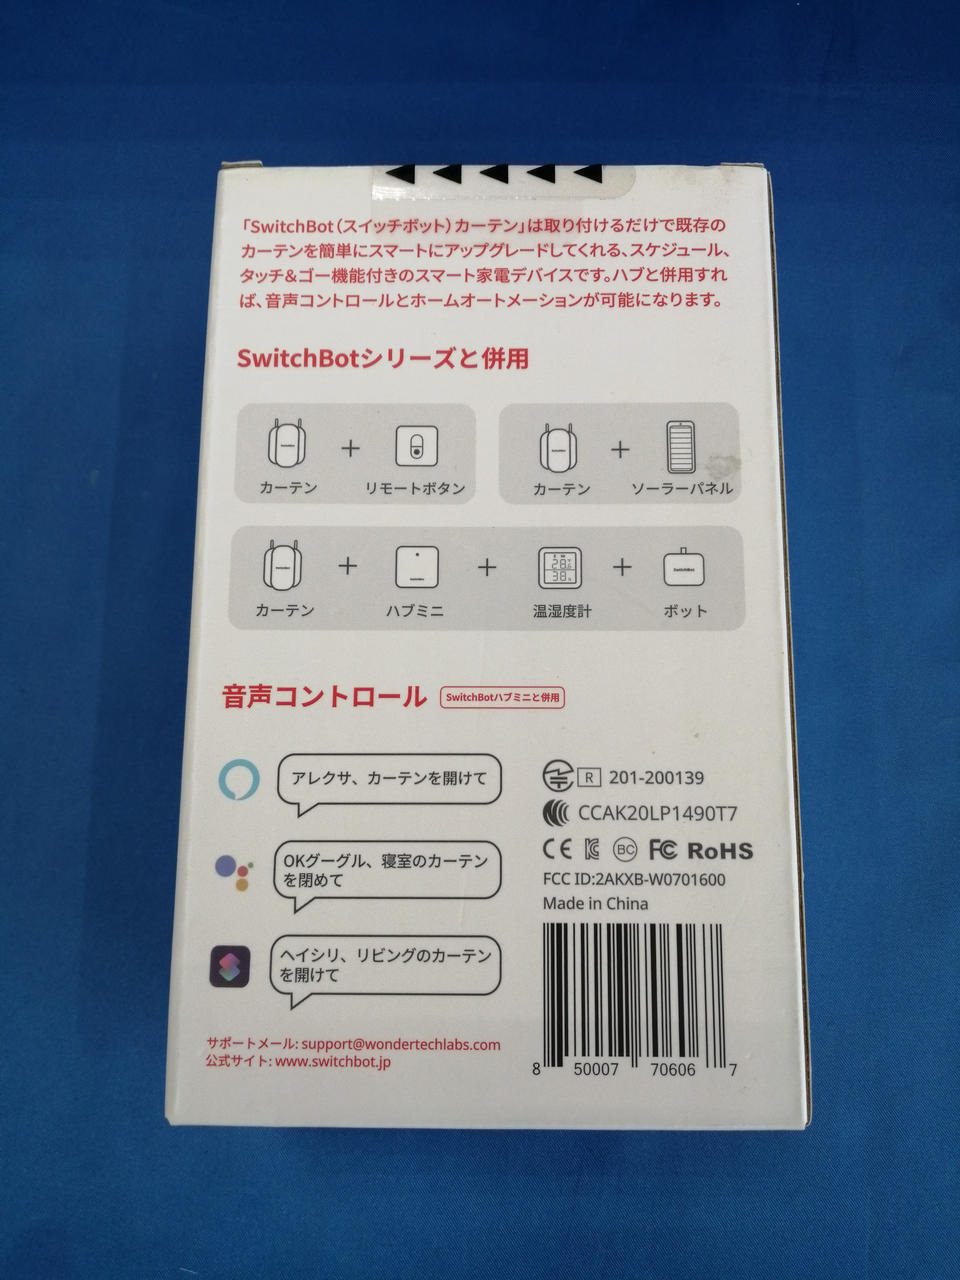 「SwitchBot(スイッチボット)カーテン」は取り付けるだけで既存の
カーテンを簡単にスマートにアップグレードしてくれる、スケジュール、
タッチ&ゴー機能付きのスマート家電デバイスです。ハブと併用すれ
ば、音声コントロールとホームオートメーションが可能になります。
SwitchBotシリーズと併用
カーテン + リモートボタン
カーテン + ソーラーパネル
SwitchBot
カーテン + ハブミニ + 温湿度計 + ボット
音声コントロール SwitchBotハブミニと併用
アレクサ、カーテンを開けて
OKグーグル、寝室のカーテン
を閉めて
ヘイシリ、リビングのカーテン
を開けて
サポートメール: support@wondertechlabs.com
公式サイト: www.switchbot.jp
R 201-200139
CCAK20LP1490T7
CE BC FC RoHS
FCC ID:2AKXB-W0701600
Made in China
8 50007 70606 7